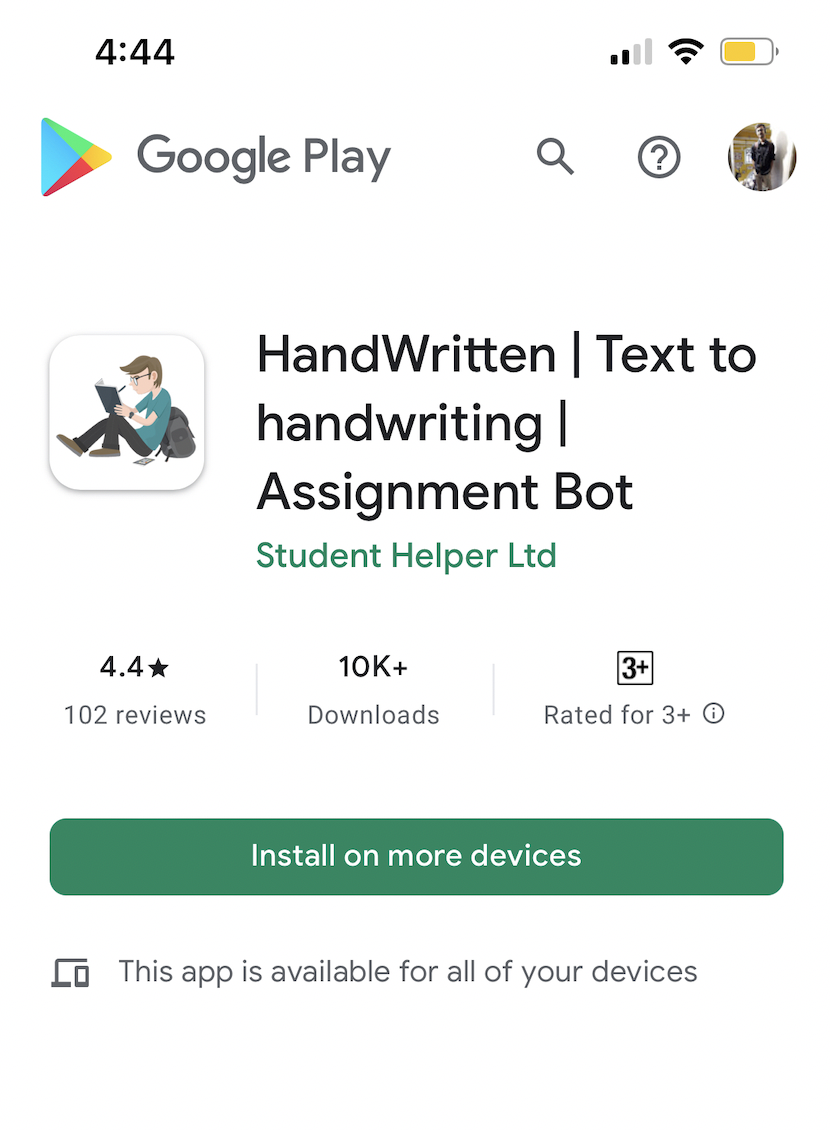 4:44
Google Play
HandWritten | Text to
handwriting |
Assignment Bot
Student Helper Ltd
4.4★ 10K+ 3+
102 reviews Downloads Rated for 3+
Install on more devices
This app is available for all of your devices